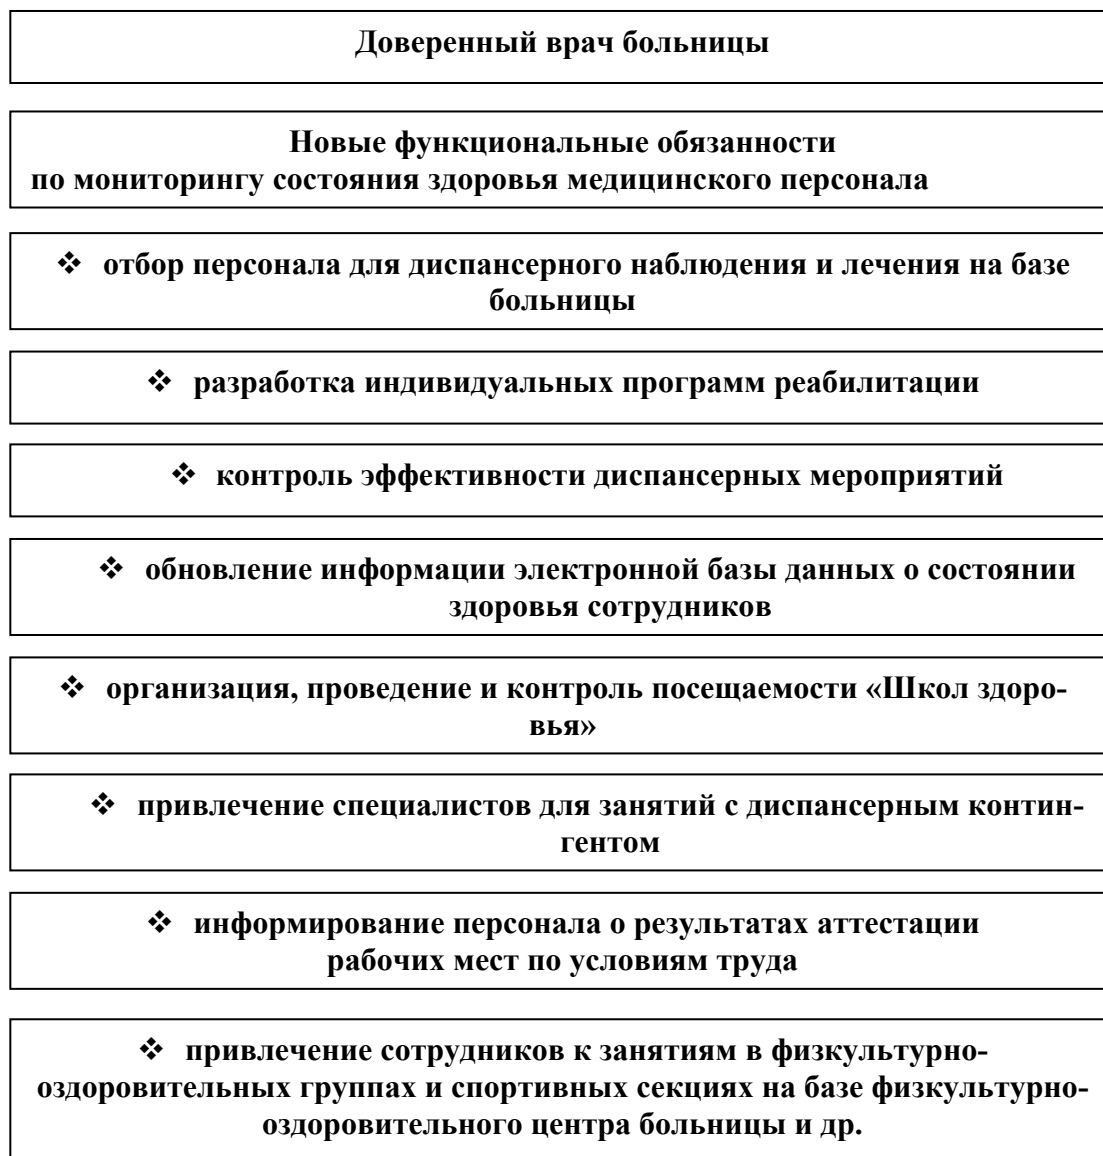 Доверенный врач больницы
Новые функциональные обязанности
по мониторингу состояния здоровья медицинского персонала
❖ отбор персонала для диспансерного наблюдения и лечения на базе
больницы
❖ разработка индивидуальных программ реабилитации
❖ контроль эффективности диспансерных мероприятий
❖ обновление информации электронной базы данных о состоянии
здоровья сотрудников
❖ организация, проведение и контроль посещаемости «Школ здоро-
вья»
❖ привлечение специалистов для занятий с диспансерным контин-
гентом
❖ информирование персонала о результатах аттестации
рабочих мест по условиям труда
❖ привлечение сотрудников к занятиям в физкультурно-
оздоровительных группах и спортивных секциях на базе физкультурно-
оздоровительного центра больницы и др.